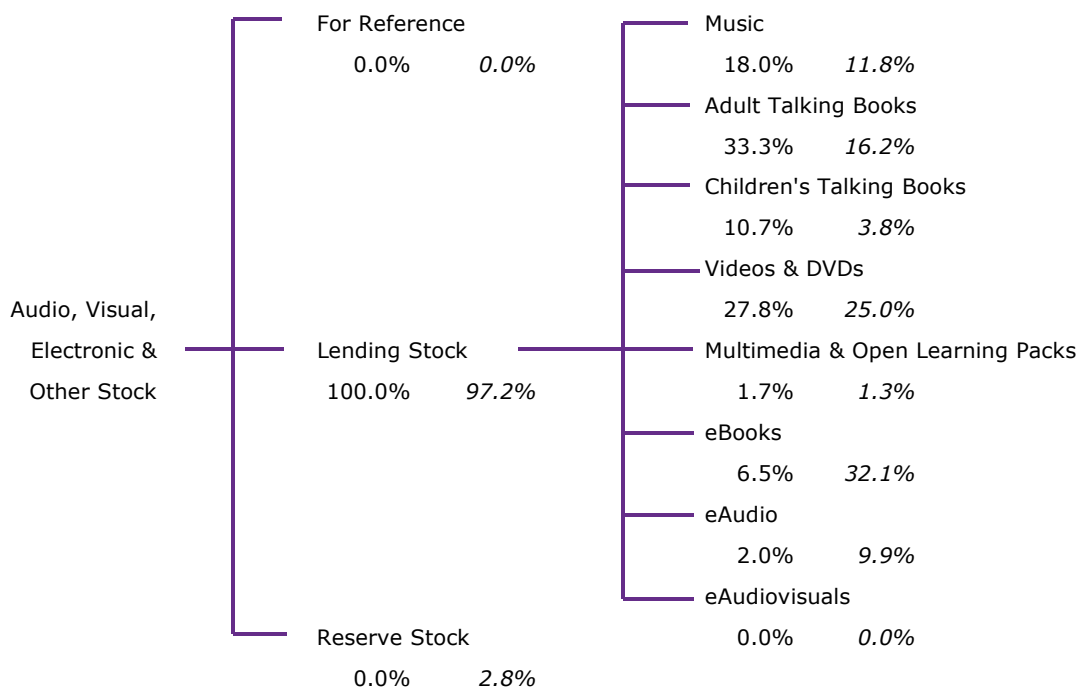 For Reference
0.0% 0.0%
Audio, Visual,
Electronic &
Other Stock
Lending Stock
100.0% 97.2%
Reserve Stock
0.0% 2.8%
Music
18.0% 11.8%
Adult Talking Books
33.3% 16.2%
Children's Talking Books
10.7% 3.8%
Videos & DVDs
27.8% 25.0%
Multimedia & Open Learning Packs
1.7% 1.3%
eBooks
6.5% 32.1%
eAudio
2.0% 9.9%
eAudiovisuals
0.0% 0.0%